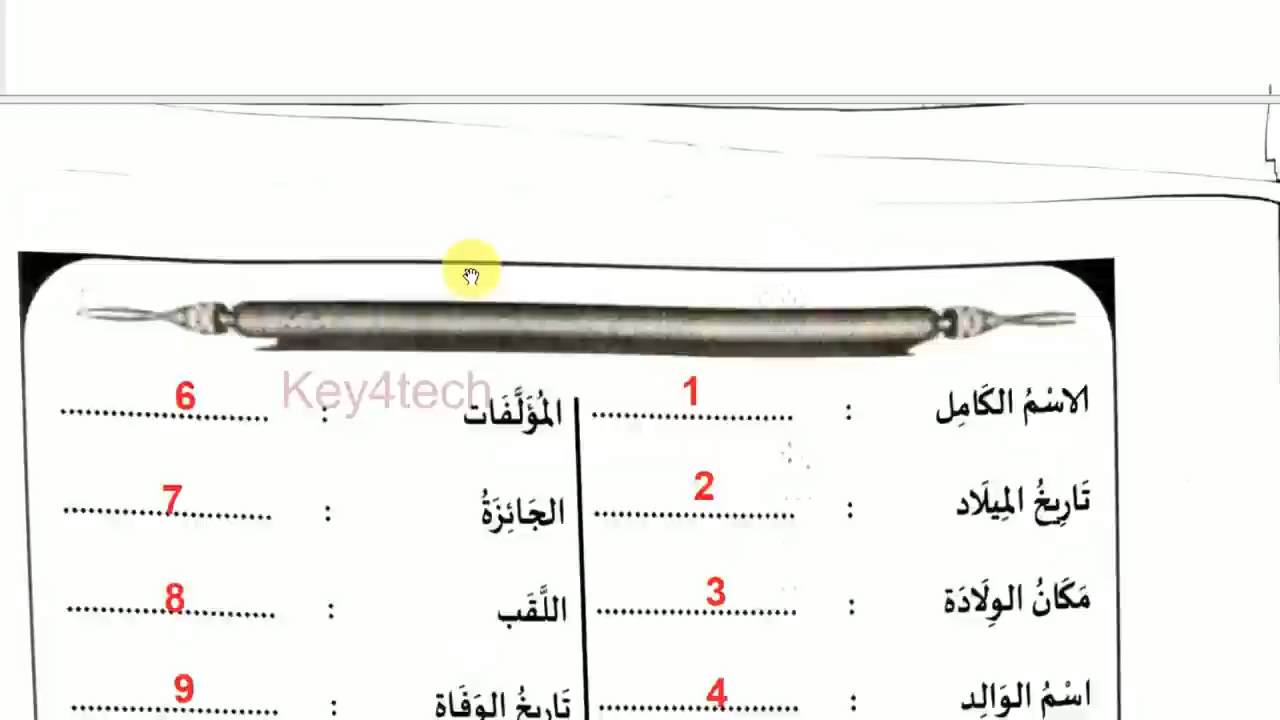 الاسْمُ الكَامِل : 1 المُؤَلَّفَات : 6
Key4tech
تَارِيخُ المِيلَاد : 2 الجَائِزَةُ : 7
مَكَانُ الوِلَادَة : 3 اللَّقَب : 8
اسْمُ الوَالِد : 4 تَارِيخُ الوَفَاة : 9